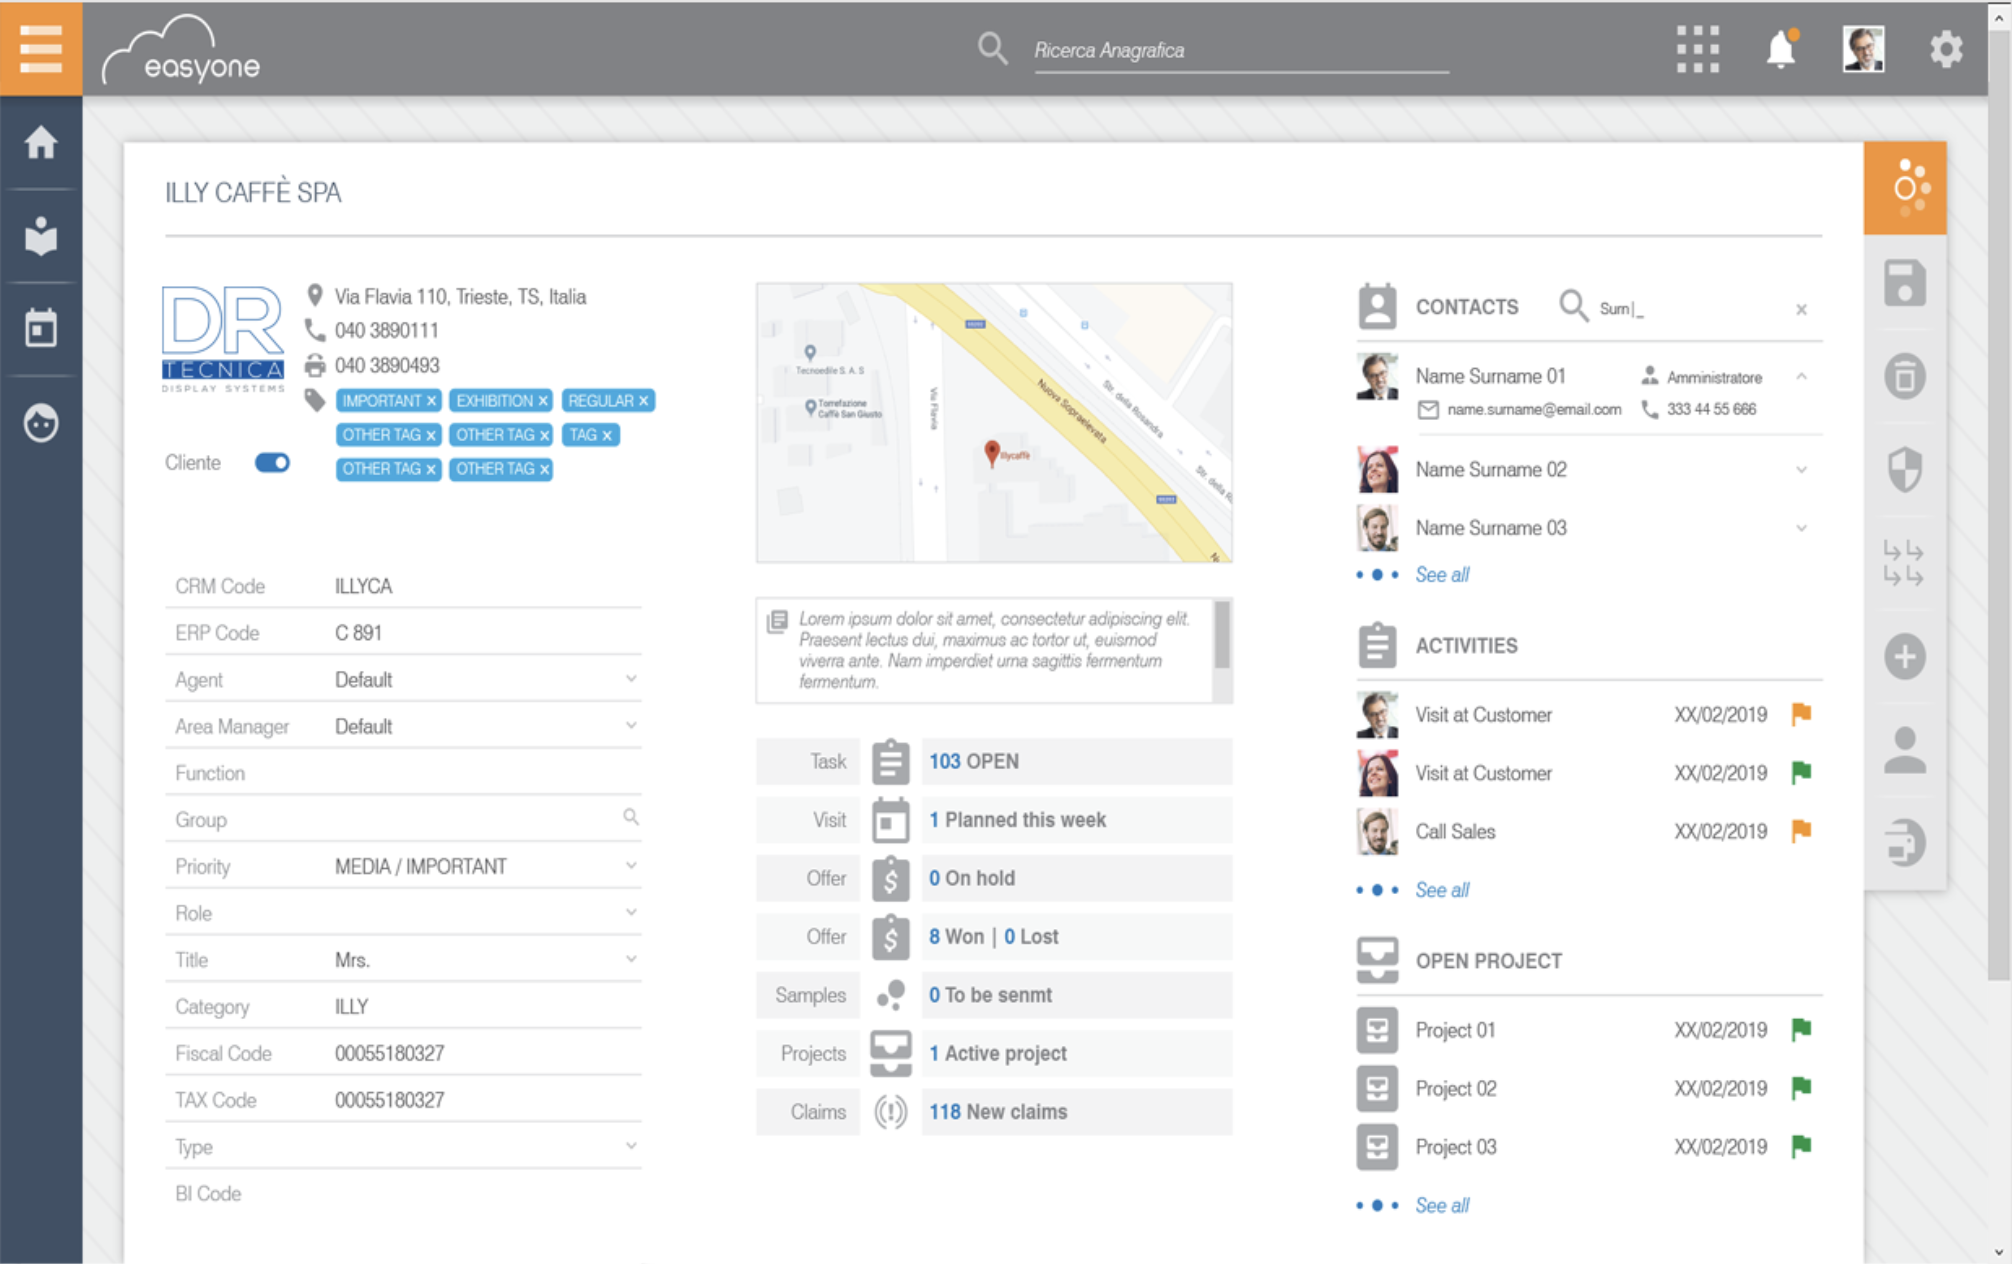 easyone
Ricerca Anagrafica
ILLY CAFFÈ SPA
DR
TECNICA
DISPLAY SYSTEMS
Via Flavia 110, Trieste, TS, Italia
040 3890111
040 3890493
IMPORTANT x EXHIBITION x REGULAR x
OTHER TAG x OTHER TAG x TAG x
OTHER TAG x OTHER TAG x
Cliente
CRM Code ILLYCA
ERP Code C 891
Agent Default
Area Manager Default
Function
Group
Priority MEDIA / IMPORTANT
Role
Title Mrs.
Category ILLY
Fiscal Code 00055180327
TAX Code 00055180327
Type
BI Code
Tecnoedile S. A. S
Torrefazione
Caffè San Giusto
Via Flavia
Nuova Sopraelevata
Str. della Rosandra
Str. della R
illycaffè
N
Lorem ipsum dolor sit amet, consectetur adipiscing elit.
Praesent lectus dui, maximus ac tortor ut, euismod
viverra ante. Nam imperdiet urna sagittis fermentum
fermentum.
Task 103 OPEN
Visit 1 Planned this week
Offer 0 On hold
Offer 8 Won | 0 Lost
Samples 0 To be senmt
Projects 1 Active project
Claims 118 New claims
CONTACTS Surn|_ x
Name Surname 01 Amministratore
name.surname@email.com 333 44 55 666
Name Surname 02
Name Surname 03
See all
ACTIVITIES
Visit at Customer XX/02/2019
Visit at Customer XX/02/2019
Call Sales XX/02/2019
See all
OPEN PROJECT
Project 01 XX/02/2019
Project 02 XX/02/2019
Project 03 XX/02/2019
See all